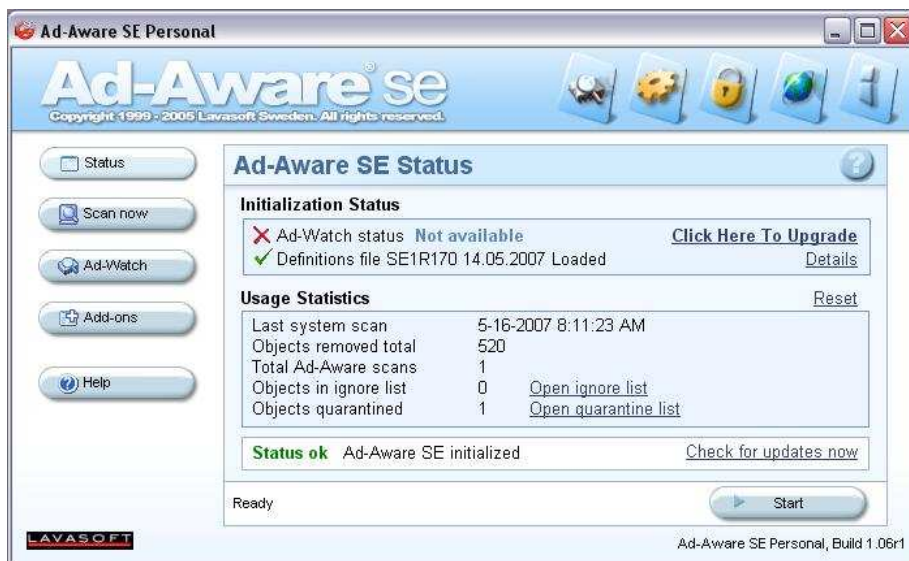 Ad-Aware SE Personal
Ad-Aware® se
Copyright 1999 - 2005 Lavasoft Sweden. All rights reserved.
Status
Scan now
Ad-Watch
Add-ons
Help
Ad-Aware SE Status
Initialization Status
Ad-Watch status Not available Click Here To Upgrade
Definitions file SE1R170 14.05.2007 Loaded Details
Usage Statistics Reset
Last system scan 5-16-2007 8:11:23 AM
Objects removed total 520
Total Ad-Aware scans 1
Objects in ignore list 0 Open ignore list
Objects quarantined 1 Open quarantine list
Status ok Ad-Aware SE initialized Check for updates now
Ready Start
LAVASOFT
Ad-Aware SE Personal, Build 1.06r1